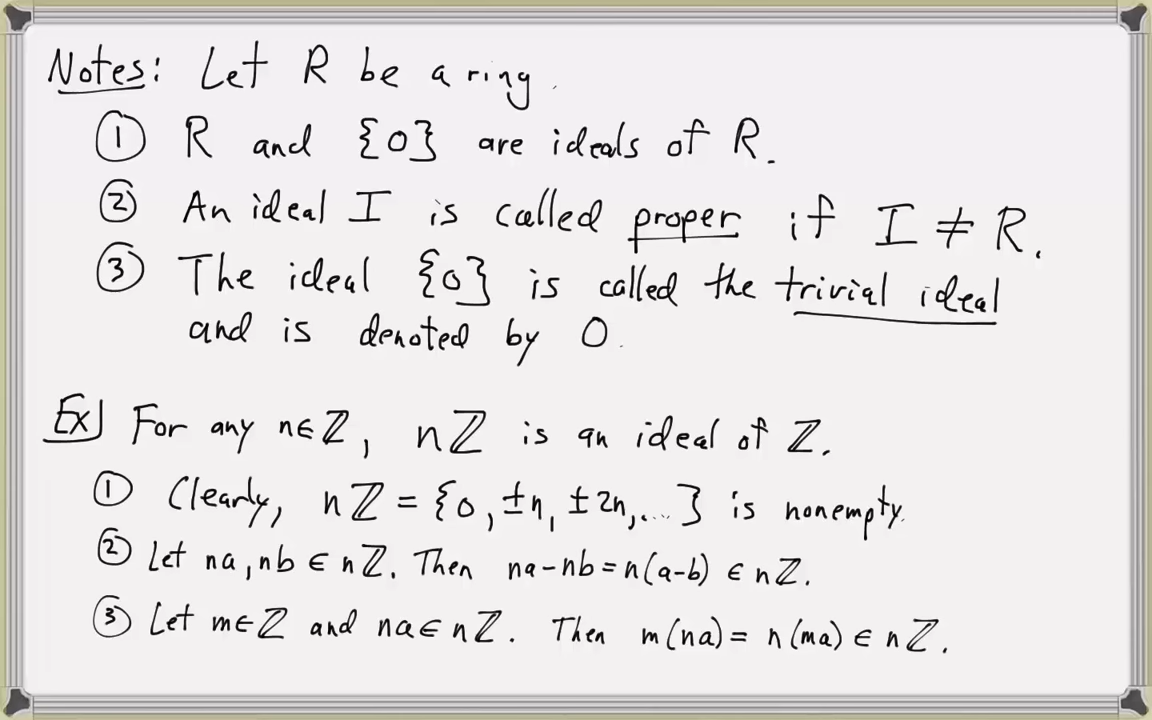 Notes: Let R be a ring.
① R and {0} are ideals of R.
② An ideal I is called proper if I ≠ R.
③ The ideal {0} is called the trivial ideal
and is denoted by 0.
Ex) For any n∈ℤ, nℤ is an ideal of ℤ.
① Clearly, nℤ = {0, ±n, ±2n, ...} is nonempty.
② Let na, nb ∈ nℤ. Then na-nb = n(a-b) ∈ nℤ.
③ Let m∈ℤ and na∈nℤ. Then m(na) = n(ma) ∈ nℤ.